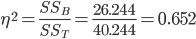 η² = SS_B / SS_T = 26.244 / 40.244 = 0.652